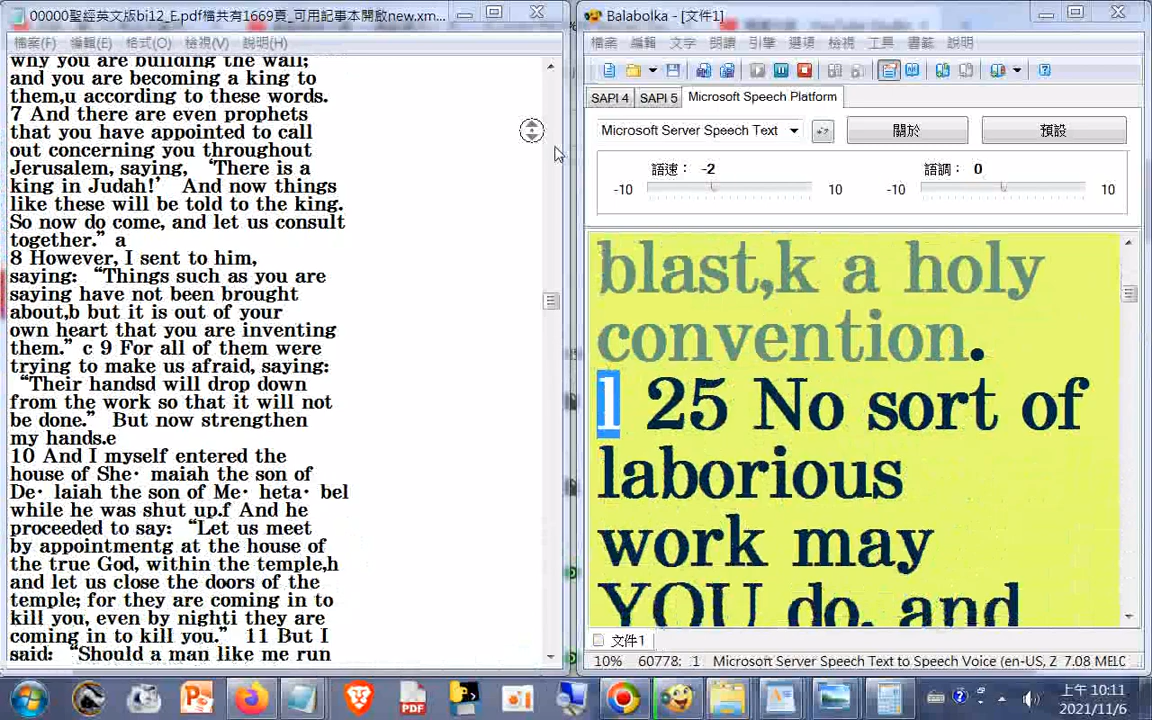 00000聖經英文版bi12_E.pdf檔共有1669頁_可用記事本開啟new.xm...
檔案(F) 編輯(E) 格式(O) 檢視(V) 說明(H)
why you are building the wall;
and you are becoming a king to
them,u according to these words.
7 And there are even prophets
that you have appointed to call
out concerning you throughout
Jerusalem, saying, ‘There is a
king in Judah!’ And now things
like these will be told to the king.
So now do come, and let us consult
together.” a
8 However, I sent to him,
saying: “Things such as you are
saying have not been brought
about,b but it is out of your
own heart that you are inventing
them.” c 9 For all of them were
trying to make us afraid, saying:
“Their handsd will drop down
from the work so that it will not
be done.” But now strengthen
my hands.e
10 And I myself entered the
house of She· maiah the son of
De· laiah the son of Me· heta· bel
while he was shut up.f And he
proceeded to say: “Let us meet
by appointmentg at the house of
the true God, within the temple,h
and let us close the doors of the
temple; for they are coming in to
kill you, even by nighti they are
coming in to kill you.” 11 But I
said: “Should a man like me run
Balabolka - [文件1]
檔案 編輯 文字 朗讀 引擎 選項 檢視 工具 書籤 說明
SAPI 4 SAPI 5 Microsoft Speech Platform
Microsoft Server Speech Text 關於 預設
語速: -2 語調: 0
-10 10 -10 10
blast,k a holy
convention.
l 25 No sort of
laborious
work may
YOU do, and
文件1
10% 60778: 1 Microsoft Server Speech Text to Speech Voice (en-US, Z 7.08 MELC
PDF
上午 10:11
2021/11/6